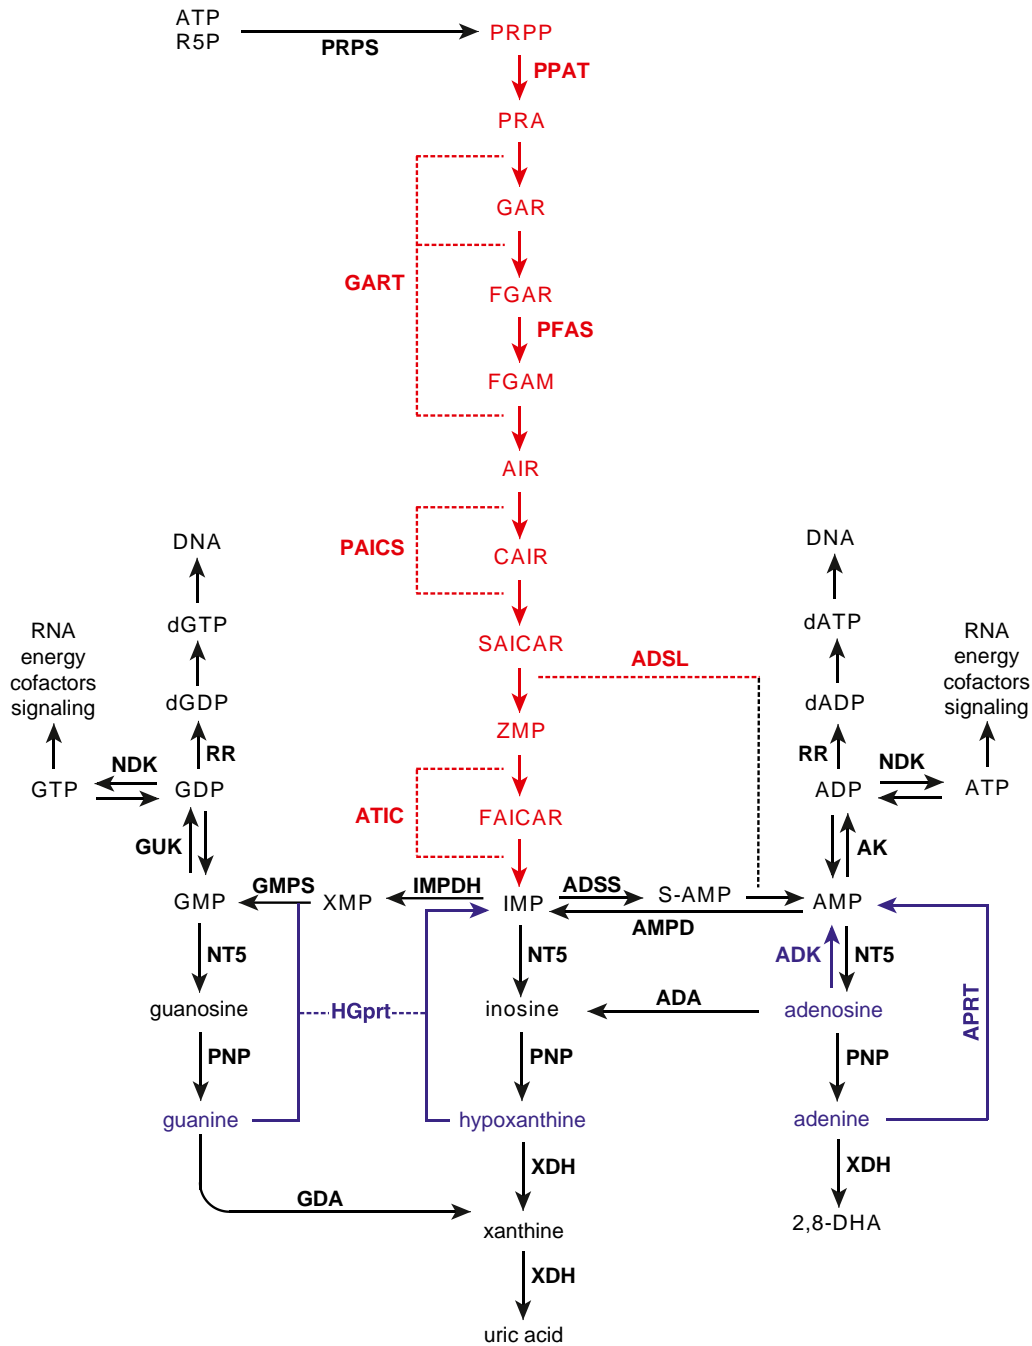 ATP
R5P
PRPS
PRPP
PPAT
PRA
GAR
GART
FGAR
PFAS
FGAM
AIR
PAICS
CAIR
SAICAR
ADSL
ZMP
ATIC
FAICAR
DNA
dGTP
RNA
energy
cofactors
signaling
dGDP
RR
NDK
GTP
GDP
GUK
DNA
dATP
RNA
energy
cofactors
signaling
dADP
RR
NDK
ADP
ATP
AK
GMP
GMPS
XMP
IMPDH
IMP
ADSS
S-AMP
AMP
AMPD
NT5
NT5
ADK
NT5
guanosine
HGprt
inosine
ADA
adenosine
APRT
PNP
PNP
PNP
guanine
hypoxanthine
adenine
XDH
XDH
GDA
xanthine
2,8-DHA
XDH
uric acid